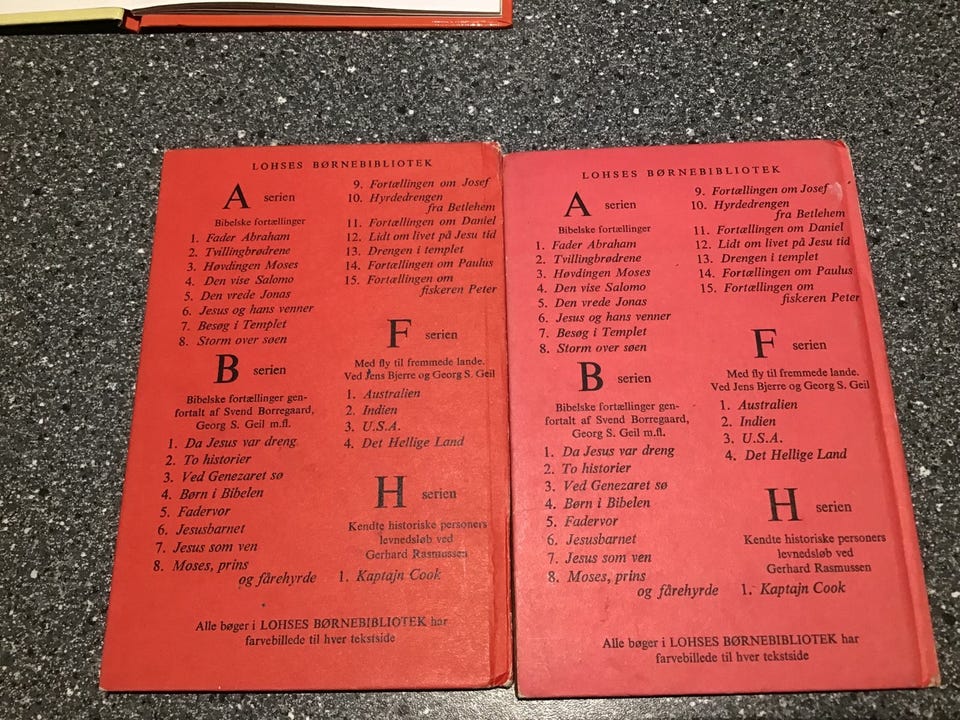 LOHSES BØRNEBIBLIOTEK
A serien
Bibelske fortællinger
1. Fader Abraham
2. Tvillingbrødrene
3. Høvdingen Moses
4. Den vise Salomo
5. Den vrede Jonas
6. Jesus og hans venner
7. Besøg i Templet
8. Storm over søen
B serien
Bibelske fortællinger gen-
fortalt af Svend Borregaard,
Georg S. Geil m.fl.
1. Da Jesus var dreng
2. To historier
3. Ved Genezaret sø
4. Børn i Bibelen
5. Fadervor
6. Jesusbarnet
7. Jesus som ven
8. Moses, prins
og fårehyrde
9. Fortællingen om Josef
10. Hyrdedrengen
fra Betlehem
11. Fortællingen om Daniel
12. Lidt om livet på Jesu tid
13. Drengen i templet
14. Fortællingen om Paulus
15. Fortællingen om
fiskeren Peter
F serien
Med fly til fremmede lande.
Ved Jens Bjerre og Georg S. Geil
1. Australien
2. Indien
3. U.S.A.
4. Det Hellige Land
H serien
Kendte historiske personers
levnedsløb ved
Gerhard Rasmussen
1. Kaptajn Cook
Alle bøger i LOHSES BØRNEBIBLIOTEK har
farvebillede til hver tekstside
LOHSES BØRNEBIBLIOTEK
A serien
Bibelske fortællinger
1. Fader Abraham
2. Tvillingbrødrene
3. Høvdingen Moses
4. Den vise Salomo
5. Den vrede Jonas
6. Jesus og hans venner
7. Besøg i Templet
8. Storm over søen
B serien
Bibelske fortællinger gen-
fortalt af Svend Borregaard,
Georg S. Geil m.fl.
1. Da Jesus var dreng
2. To historier
3. Ved Genezaret sø
4. Børn i Bibelen
5. Fadervor
6. Jesusbarnet
7. Jesus som ven
8. Moses, prins
og fårehyrde
9. Fortællingen om Josef
10. Hyrdedrengen
fra Betlehem
11. Fortællingen om Daniel
12. Lidt om livet på Jesu tid
13. Drengen i templet
14. Fortællingen om Paulus
15. Fortællingen om
fiskeren Peter
F serien
Med fly til fremmede lande.
Ved Jens Bjerre og Georg S. Geil
1. Australien
2. Indien
3. U.S.A.
4. Det Hellige Land
H serien
Kendte historiske personers
levnedsløb ved
Gerhard Rasmussen
1. Kaptajn Cook
Alle bøger i LOHSES BØRNEBIBLIOTEK har
farvebillede til hver tekstside